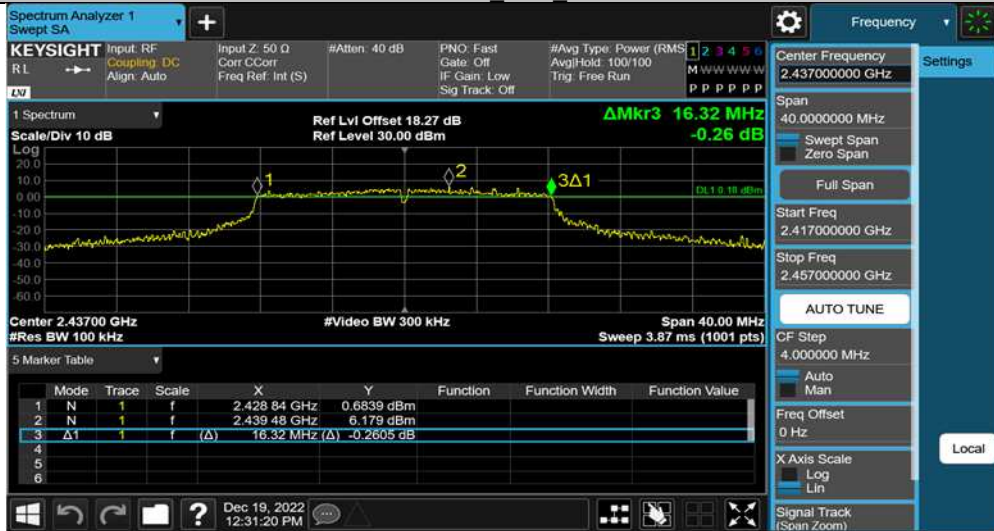 Spectrum Analyzer 1
Swept SA
+
Frequency
KEYSIGHT
RL
LXI
Input: RF
Coupling: DC
Align: Auto
Input Z: 50 Ω
Corr CCorr
Freq Ref: Int (S)
#Atten: 40 dB
PNO: Fast
Gate: Off
IF Gain: Low
Sig Track: Off
#Avg Type: Power (RMS
Avg|Hold: 100/100
Trig: Free Run
1 2 3 4 5 6
M W W W W W
P P P P P P
1 Spectrum
Scale/Div 10 dB
Ref Lvl Offset 18.27 dB
Ref Level 30.00 dBm
ΔMkr3 16.32 MHz
-0.26 dB
Log
20.0
10.0
0.00
-10.0
-20.0
-30.0
-40.0
-50.0
-60.0
1
2
3Δ1
DL1 0.18 dBm
Center 2.43700 GHz
#Res BW 100 kHz
#Video BW 300 kHz
Span 40.00 MHz
Sweep 3.87 ms (1001 pts)
5 Marker Table
Mode Trace Scale X Y Function Function Width Function Value
1 N 1 f 2.428 84 GHz 0.6839 dBm
2 N 1 f 2.439 48 GHz 6.179 dBm
3 Δ1 1 f (Δ) 16.32 MHz (Δ) -0.2605 dB
4
5
6
Dec 19, 2022
12:31:20 PM
?
Center Frequency
2.437000000 GHz
Span
40.0000000 MHz
Swept Span
Zero Span
Full Span
Start Freq
2.417000000 GHz
Stop Freq
2.457000000 GHz
AUTO TUNE
CF Step
4.000000 MHz
Auto
Man
Freq Offset
0 Hz
X Axis Scale
Log
Lin
Signal Track
(Span Zoom)
Settings
Local